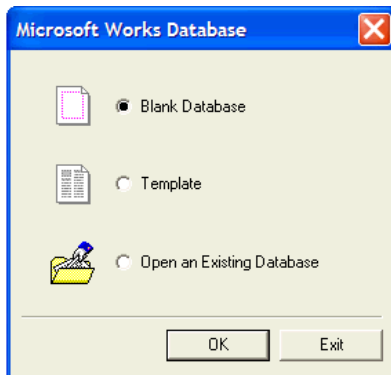 Microsoft Works Database
Blank Database
Template
Open an Existing Database
OK Exit